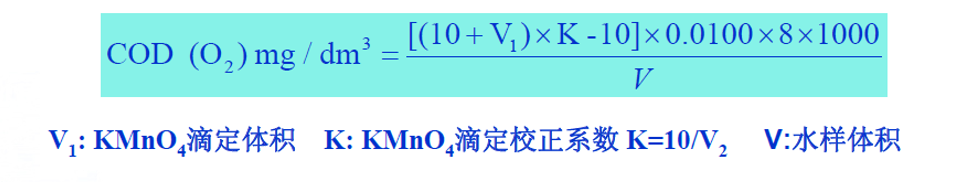 COD (O₂) mg / dm³ = [(10 + V₁) × K - 10] × 0.0100 × 8 × 1000 / V
V₁: KMnO₄滴定体积 K: KMnO₄滴定校正系数 K=10/V₂ V:水样体积